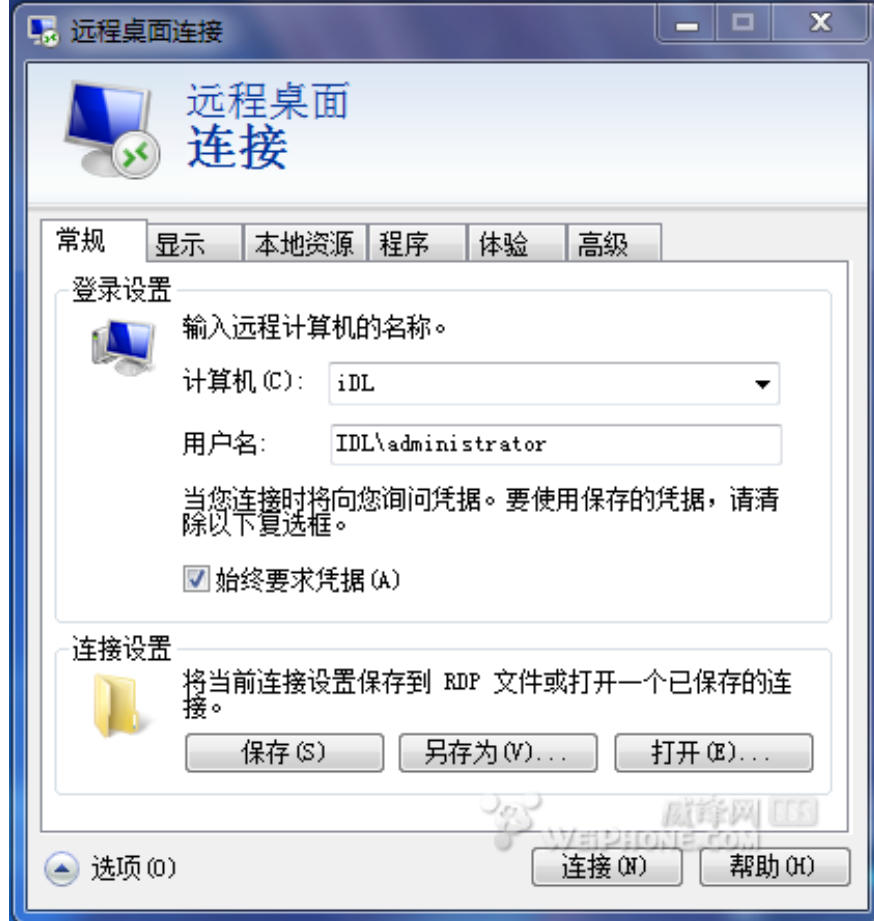 远程桌面连接
远程桌面
连接
常规 显示 本地资源 程序 体验 高级
登录设置
输入远程计算机的名称。
计算机(C): iDL
用户名: IDL\administrator
当您连接时将向您询问凭据。要使用保存的凭据，请清
除以下复选框。
始终要求凭据(A)
连接设置
将当前连接设置保存到 RDP 文件或打开一个已保存的连
接。
保存(S) 另存为(V)... 打开(E)...
威锋网 BBS
WEIPHONE.COM
选项(O) 连接(N) 帮助(H)